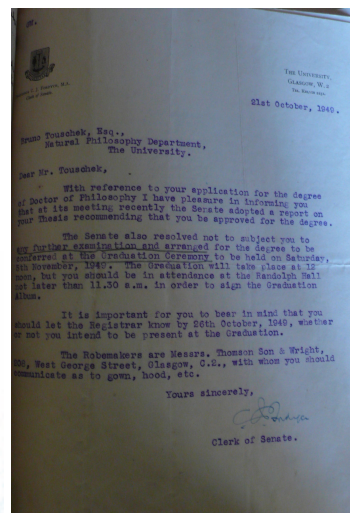 THE UNIVERSITY,
GLASGOW, W.2
21st October, 1949.
Bruno Touschek, Esq.,
Natural Philosophy Department,
The University.
Dear Mr. Touschek,
With reference to your application for the degree
of Doctor of Philosophy I have pleasure in informing you
that at its meeting recently the Senate adopted a report on
your Thesis recommending that you be approved for the degree.
The Senate also resolved not to subject you to
any further examination and arranged for the degree to be
conferred at the Graduation Ceremony to be held on Saturday,
5th November, 1949. The Graduation will take place at 12
noon, but you should be in attendance at the Randolph Hall
not later than 11.30 a.m. in order to sign the Graduation
Album.
It is important for you to bear in mind that you
should let the Registrar know by 26th October, 1949, whether
or not you intend to be present at the Graduation.
The Robemakers are Messrs. Thomson Son & Wright,
West George Street, Glasgow, C.2., with whom you should
communicate as to gown, hood, etc.
Yours sincerely,
Clerk of Senate.